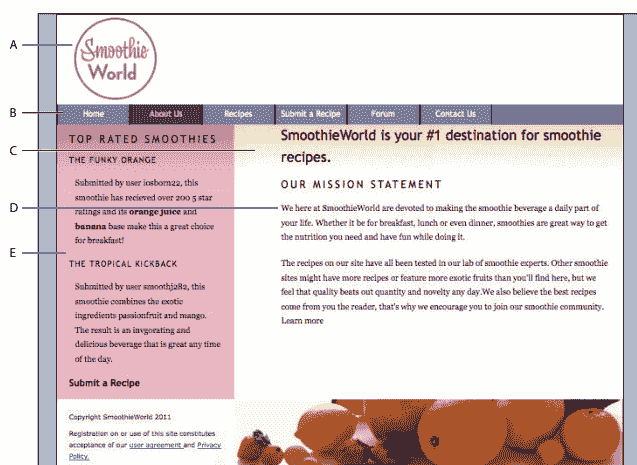 A
Smoothie
World
B
Home About Us Recipes Submit a Recipe Forum Contact Us
C
TOP RATED SMOOTHIES
THE FUNKY ORANGE
Submitted by user iosborn22, this
smoothie has recieved over 200 5 star
ratings and its orange juice and
banana base make this a great choice
for breakfast!
E
THE TROPICAL KICKBACK
Submitted by user smoothj282, this
smoothie combines the exotic
ingredients passionfruit and mango.
The result is an invgorating and
delicious beverage that is great any time
of the day.
Submit a Recipe
SmoothieWorld is your #1 destination for smoothie
recipes.
OUR MISSION STATEMENT
D
We here at SmoothieWorld are devoted to making the smoothie beverage a daily part of
your life. Whether it be for breakfast, lunch or even dinner, smoothies are great way to get
the nutrition you need and have fun while doing it.
The recipes on our site have all been tested in our lab of smoothie experts. Other smoothie
sites might have more recipes or feature more exotic fruits than you'll find here, but we
feel that quality beats out quantity and novelty any day.We also believe the best recipes
come from you the reader, that's why we encourage you to join our smoothie community.
Learn more
Copyright SmoothieWorld 2011
Registration on or use of this site constitutes
acceptance of our user agreement and Privacy
Policy.